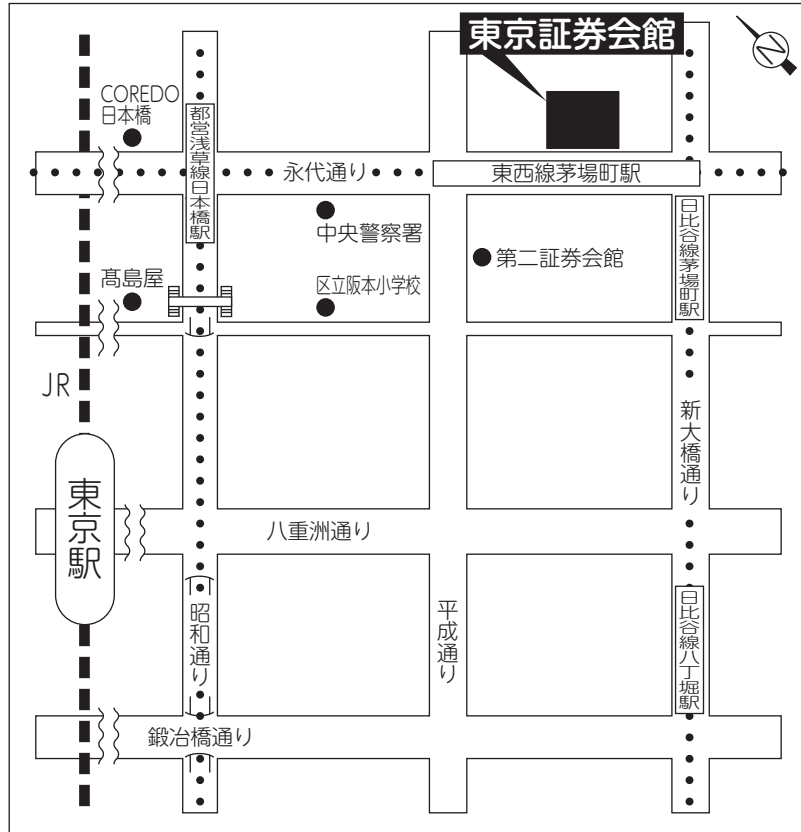 東京証券会館
N
COREDO
日本橋
都営浅草線日本橋駅
永代通り
東西線茅場町駅
中央警察署
第二証券会館
日比谷線茅場町駅
髙島屋
区立阪本小学校
JR
新大橋通り
東京駅
八重洲通り
昭和通り
平成通り
日比谷線八丁堀駅
鍛冶橋通り